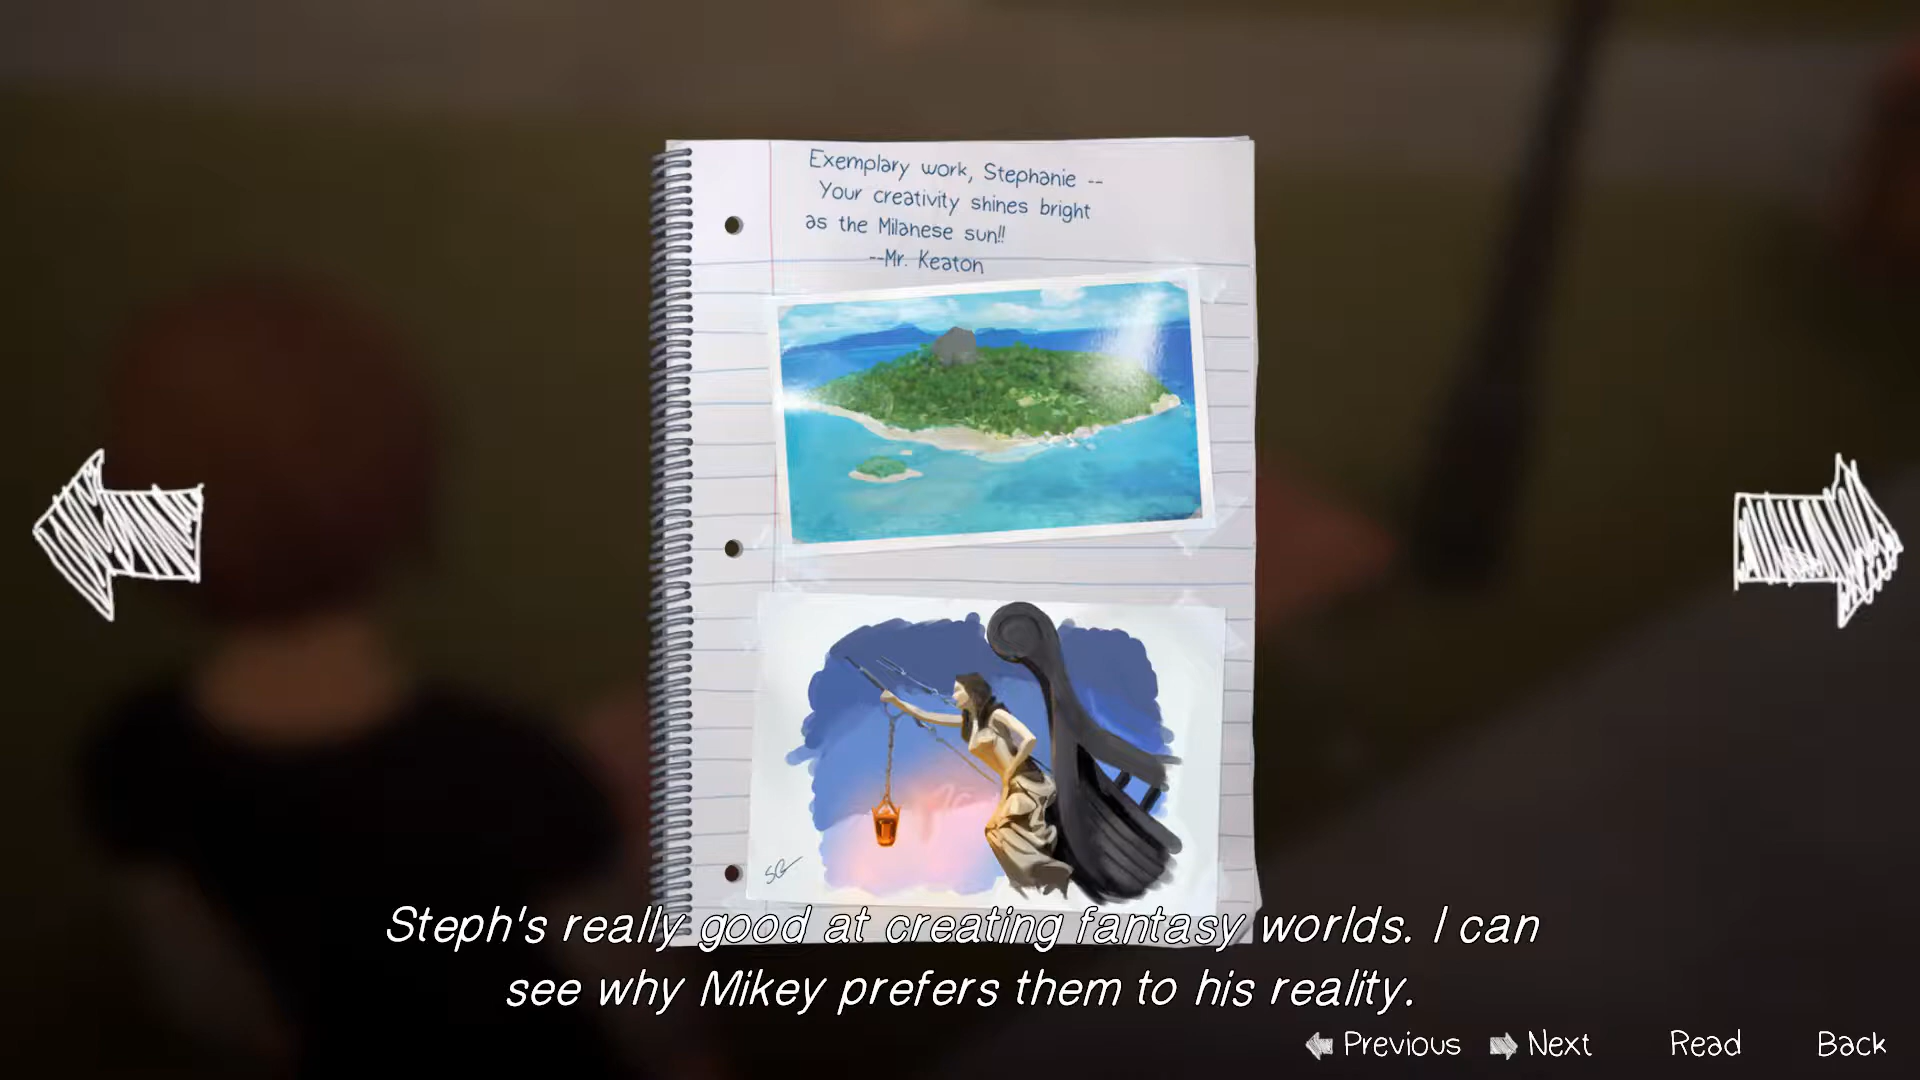 Exemplary work, Stephanie --
Your creativity shines bright
as the Milanese sun!!
--Mr. Keaton
SG
Steph's really good at creating fantasy worlds. I can
see why Mikey prefers them to his reality.
Previous Next Read Back